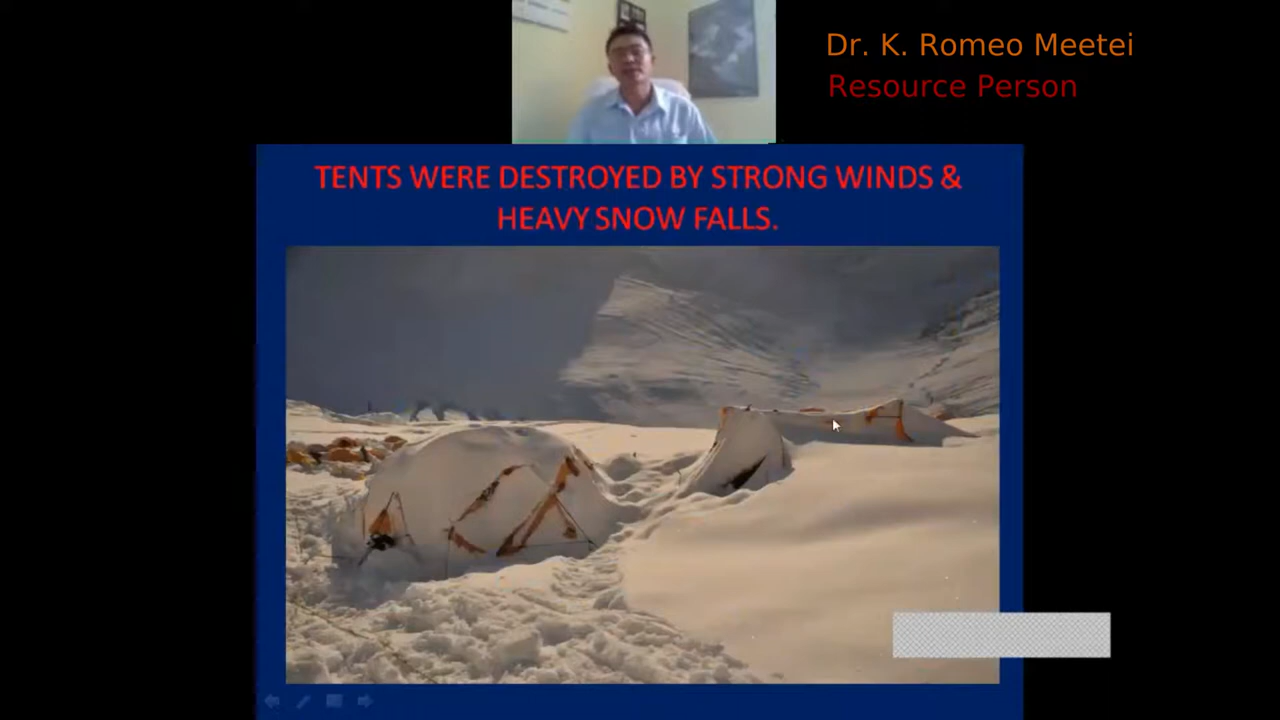 Dr. K. Romeo Meetei
Resource Person
TENTS WERE DESTROYED BY STRONG WINDS &
HEAVY SNOW FALLS.